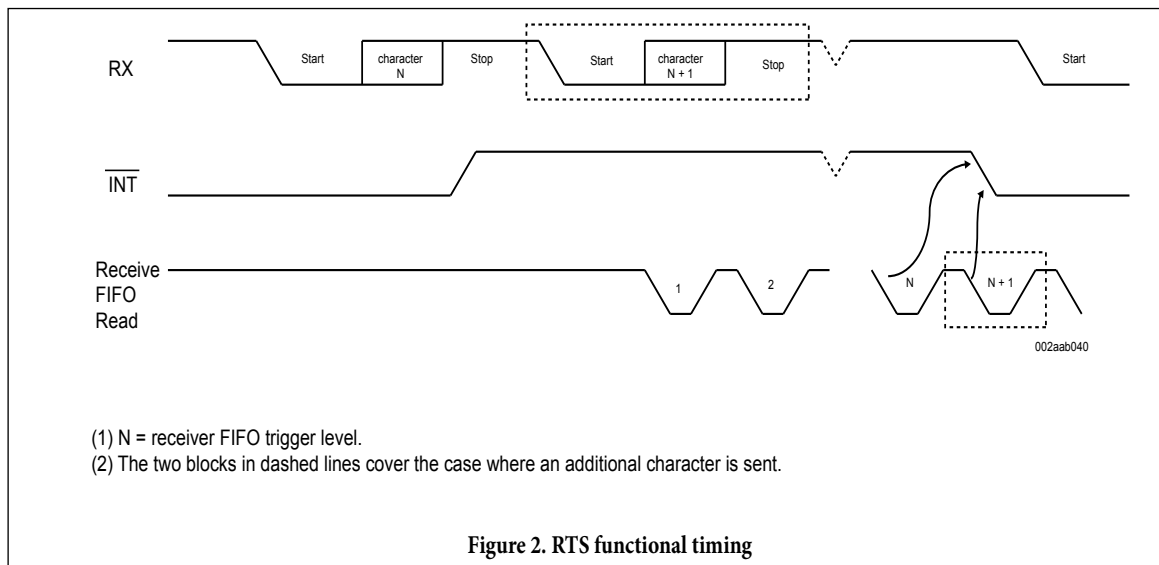 RX
Start
character
N
Stop
Start
character
N + 1
Stop
Start
INT
Receive
FIFO
Read
1
2
N
N + 1
002aab040
(1) N = receiver FIFO trigger level.
(2) The two blocks in dashed lines cover the case where an additional character is sent.
Figure 2. RTS functional timing